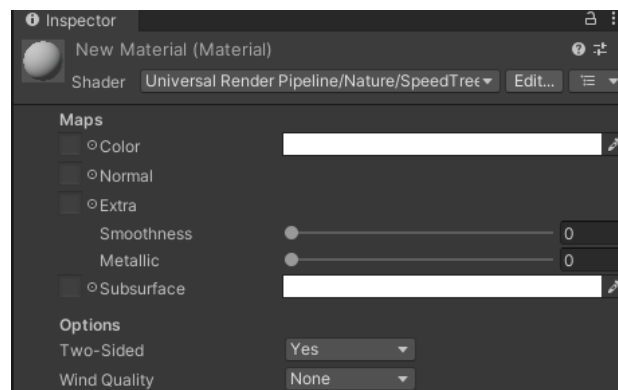 Inspector
New Material (Material)
Shader Universal Render Pipeline/Nature/SpeedTree Edit...
Maps
Color
Normal
Extra
Smoothness 0
Metallic 0
Subsurface
Options
Two-Sided Yes
Wind Quality None